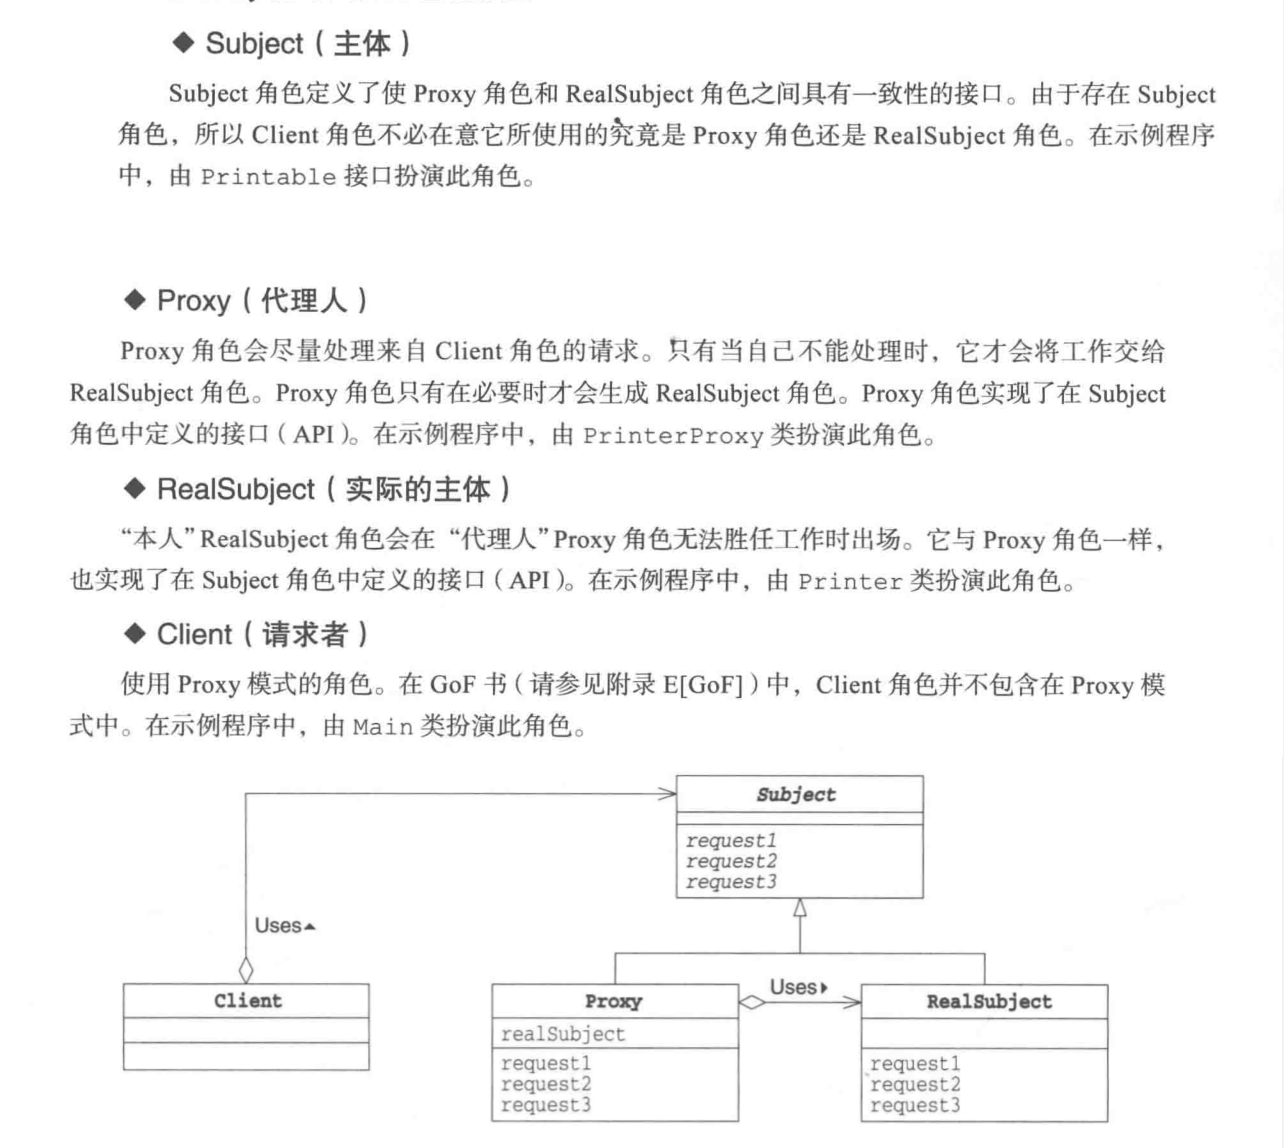 ◆ Subject（主体）
Subject 角色定义了使 Proxy 角色和 RealSubject 角色之间具有一致性的接口。由于存在 Subject
角色，所以 Client 角色不必在意它所使用的究竟是 Proxy 角色还是 RealSubject 角色。在示例程序
中，由 Printable 接口扮演此角色。
◆ Proxy（代理人）
Proxy 角色会尽量处理来自 Client 角色的请求。只有当自己不能处理时，它才会将工作交给
RealSubject 角色。Proxy 角色只有在必要时才会生成 RealSubject 角色。Proxy 角色实现了在 Subject
角色中定义的接口（API）。在示例程序中，由 PrinterProxy 类扮演此角色。
◆ RealSubject（实际的主体）
“本人”RealSubject 角色会在“代理人”Proxy 角色无法胜任工作时出场。它与 Proxy 角色一样，
也实现了在 Subject 角色中定义的接口（API）。在示例程序中，由 Printer 类扮演此角色。
◆ Client（请求者）
使用 Proxy 模式的角色。在 GoF 书（请参见附录 E[GoF]）中，Client 角色并不包含在 Proxy 模
式中。在示例程序中，由 Main 类扮演此角色。
Subject
request1
request2
request3
Uses
Client
Proxy
realSubject
request1
request2
request3
Uses
RealSubject
request1
request2
request3